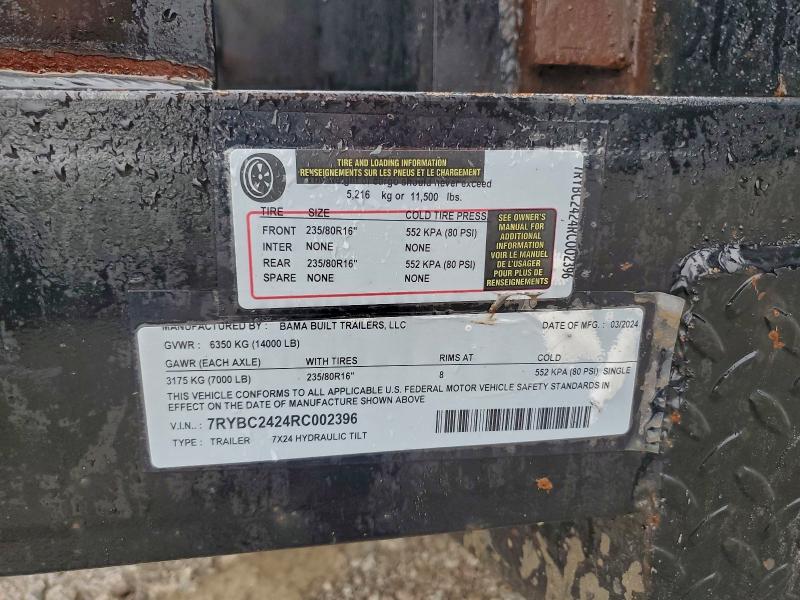 TIRE AND LOADING INFORMATION
RENSEIGNEMENTS SUR LES PNEUS ET LE CHARGEMENT
cargo should never exceed
5,216 kg or 11,500 lbs.
TIRE SIZE COLD TIRE PRESS
FRONT 235/80R16" 552 KPA (80 PSI)
INTER NONE NONE
REAR 235/80R16" 552 KPA (80 PSI)
SPARE NONE NONE
SEE OWNER'S
MANUAL FOR
ADDITIONAL
INFORMATION
VOIR LE MANUEL
DE L'USAGER
POUR PLUS DE
RENSEIGNEMENTS
7RYBC2424RC002396
MANUFACTURED BY : BAMA BUILT TRAILERS, LLC DATE OF MFG. : 03/2024
GVWR : 6350 KG (14000 LB)
GAWR (EACH AXLE) WITH TIRES RIMS AT COLD
3175 KG (7000 LB) 235/80R16" 8 552 KPA (80 PSI) SINGLE
THIS VEHICLE CONFORMS TO ALL APPLICABLE U.S. FEDERAL MOTOR VEHICLE SAFETY STANDARDS IN
EFFECT ON THE DATE OF MANUFACTURE SHOWN ABOVE
V.I.N.. : 7RYBC2424RC002396
TYPE : TRAILER 7X24 HYDRAULIC TILT